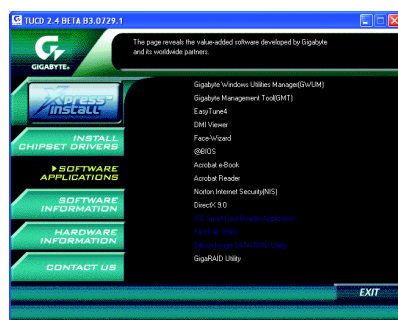 TUCD 2.4 BETA B3.0729.1
The page reveals the value-added software developed by Gigabyte
and its worldwide partners.
G
GIGABYTE
Xpress
Install
INSTALL
CHIPSET DRIVERS
SOFTWARE
APPLICATIONS
SOFTWARE
INFORMATION
HARDWARE
INFORMATION
CONTACT US
Gigabyte Windows Utilities Manager(GWUM)
Gigabyte Management Tool(GMT)
EasyTune4
DMI Viewer
Face-Wizard
@BIOS
Acrobat e-Book
Acrobat Reader
Norton Internet Security(NIS)
DirectX 9.0
GigaRAID Utility
EXIT